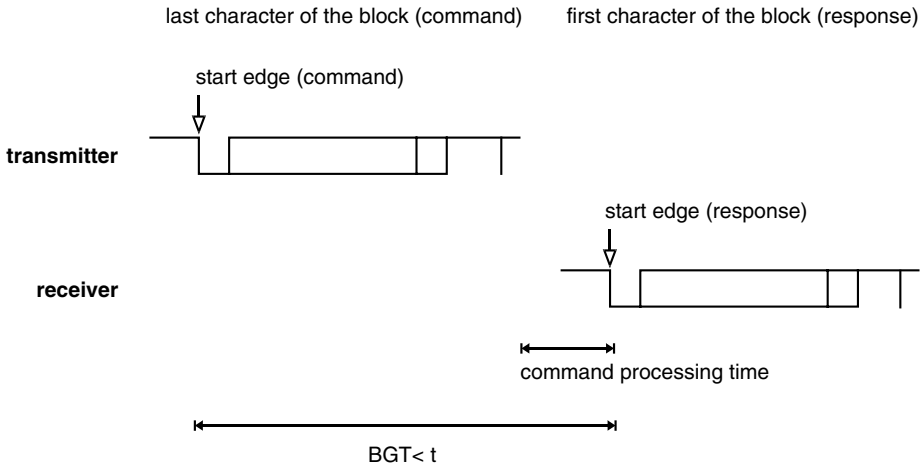 last character of the block (command)
first character of the block (response)
start edge (command)
transmitter
start edge (response)
receiver
command processing time
BGT< t